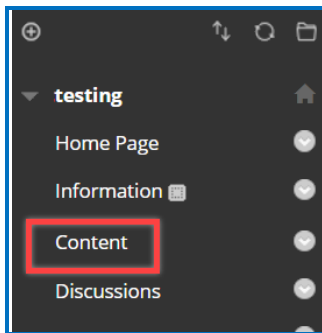 testing
Home Page
Information
Content
Discussions